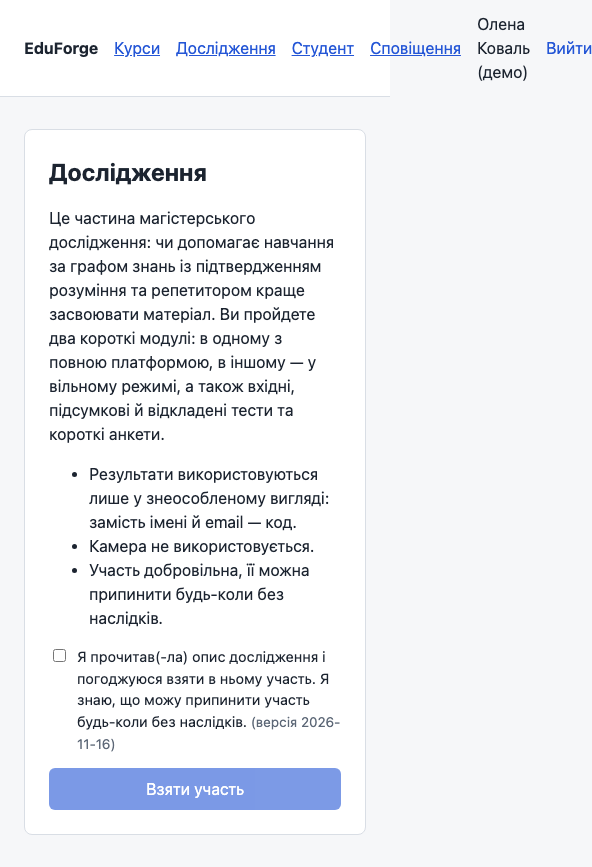 EduForge Курси Дослідження Студент Сповіщення Олена Коваль (демо) Вийти
Дослідження
Це частина магістерського
дослідження: чи допомагає навчання
за графом знань із підтвердженням
розуміння та репетитором краще
засвоювати матеріал. Ви пройдете
два короткі модулі: в одному з
повною платформою, в іншому — у
вільному режимі, а також вхідні,
підсумкові й відкладені тести та
короткі анкети.
Результати використовуються
лише у знеособленому вигляді:
замість імені й email — код.
Камера не використовується.
Участь добровільна, її можна
припинити будь-коли без
наслідків.
Я прочитав(-ла) опис дослідження і
погоджуюся взяти в ньому участь. Я
знаю, що можу припинити участь
будь-коли без наслідків. (версія 2026-
11-16)
Взяти участь